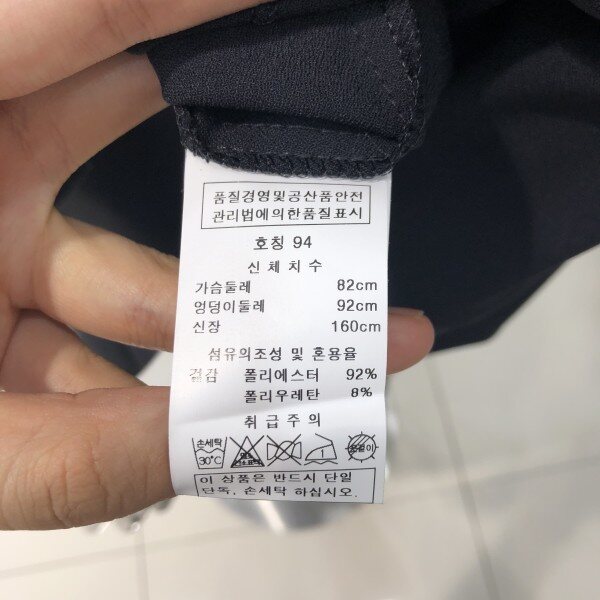 품질경영및공산품안전
관리법에의한품질표시
호칭 94
신체치수
가슴둘레 82cm
엉덩이둘레 92cm
신장 160cm
섬유의조성 및 혼용율
겉감 폴리에스터 92%
폴리우레탄 8%
취급주의
손세탁
30℃
이 상품은 반드시 단일
단독, 손세탁 하십시오.